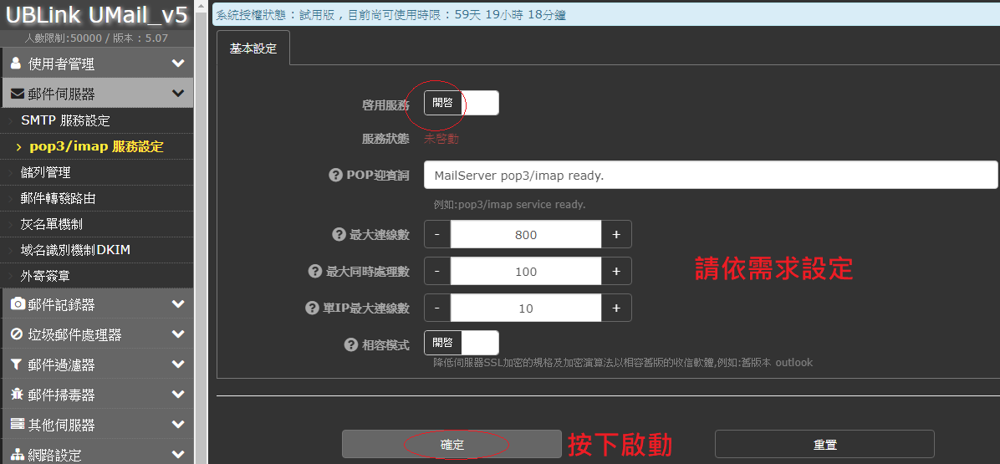 UBLink UMail_v5
人數限制:50000 / 版本 : 5.07
使用者管理
郵件伺服器
SMTP 服務設定
pop3/imap 服務設定
儲列管理
郵件轉發路由
灰名單機制
域名識別機制DKIM
外寄簽章
郵件記錄器
垃圾郵件處理器
郵件過濾器
郵件掃毒器
其他伺服器
網路設定
系統授權狀態：試用版，目前尚可使用時限：59天 19小時 18分鐘
基本設定
啓用服務 開啓
服務狀態 未啓動
POP迎賓詞 MailServer pop3/imap ready.
例如:pop3/imap service ready.
最大連線數 - 800 +
最大同時處理數 - 100 +
單IP最大連線數 - 10 +
請依需求設定
相容模式 開啓
降低伺服器SSL加密的規格及加密演算法以相容舊版的收信軟體,例如:舊版本 outlook
確定 按下啟動 重置